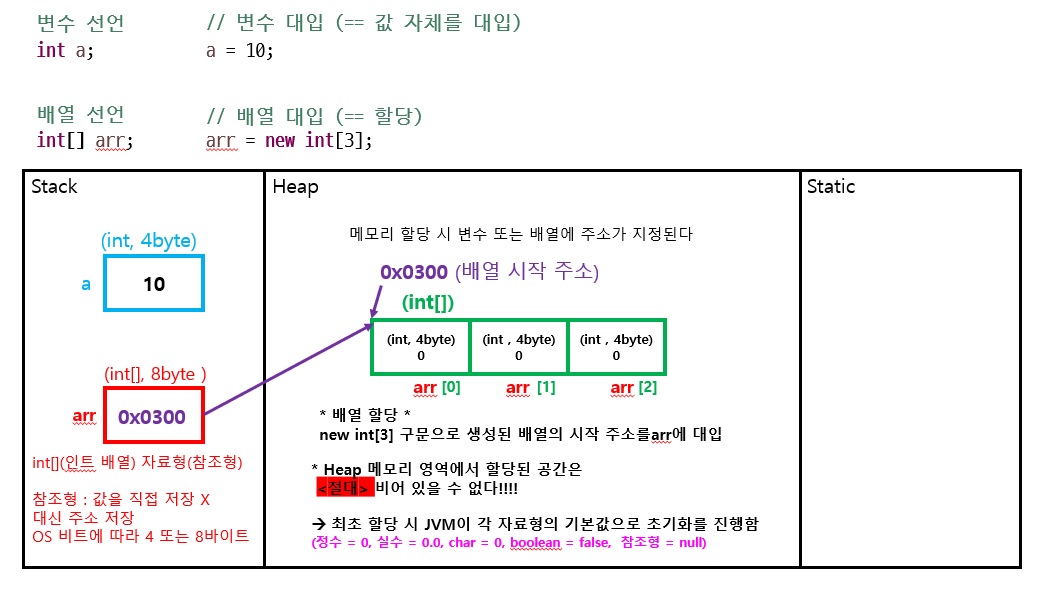 변수 선언 // 변수 대입 (== 값 자체를 대입)
int a; a = 10;
배열 선언 // 배열 대입 (== 할당)
int[] arr; arr = new int[3];
Stack
(int, 4byte)
a 10
(int[], 8byte )
arr 0x0300
int[](인트 배열) 자료형(참조형)
참조형 : 값을 직접 저장 X
대신 주소 저장
OS 비트에 따라 4 또는 8바이트
Heap
메모리 할당 시 변수 또는 배열에 주소가 지정된다
0x0300 (배열 시작 주소)
(int[])
(int, 4byte) (int , 4byte) (int , 4byte)
0 0 0
arr [0] arr [1] arr [2]
* 배열 할당 *
new int[3] 구문으로 생성된 배열의 시작 주소를arr에 대입
* Heap 메모리 영역에서 할당된 공간은
<절대> 비어 있을 수 없다!!!!
→ 최초 할당 시 JVM이 각 자료형의 기본값으로 초기화를 진행함
(정수 = 0, 실수 = 0.0, char = 0, boolean = false, 참조형 = null)
Static